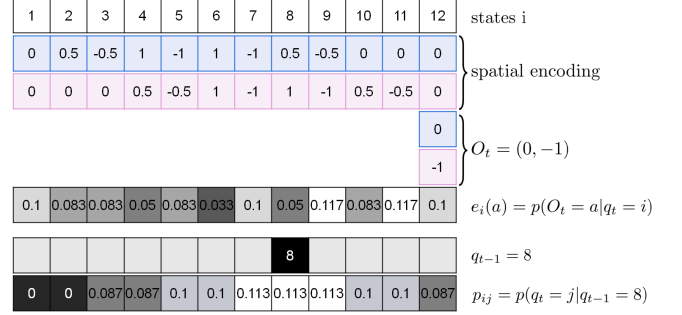 1 2 3 4 5 6 7 8 9 10 11 12 states i
0 0.5 -0.5 1 -1 1 -1 0.5 -0.5 0 0 0
spatial encoding
0 0 0 0.5 -0.5 1 -1 1 -1 0.5 -0.5 0
0
O_t = (0, −1)
-1
0.1 0.083 0.083 0.05 0.083 0.033 0.1 0.05 0.117 0.083 0.117 0.1 e_i(a) = p(O_t = a|q_t = i)
8 q_{t−1} = 8
0 0 0.087 0.087 0.1 0.1 0.113 0.113 0.113 0.1 0.1 0.087 p_{ij} = p(q_t = j|q_{t−1} = 8)